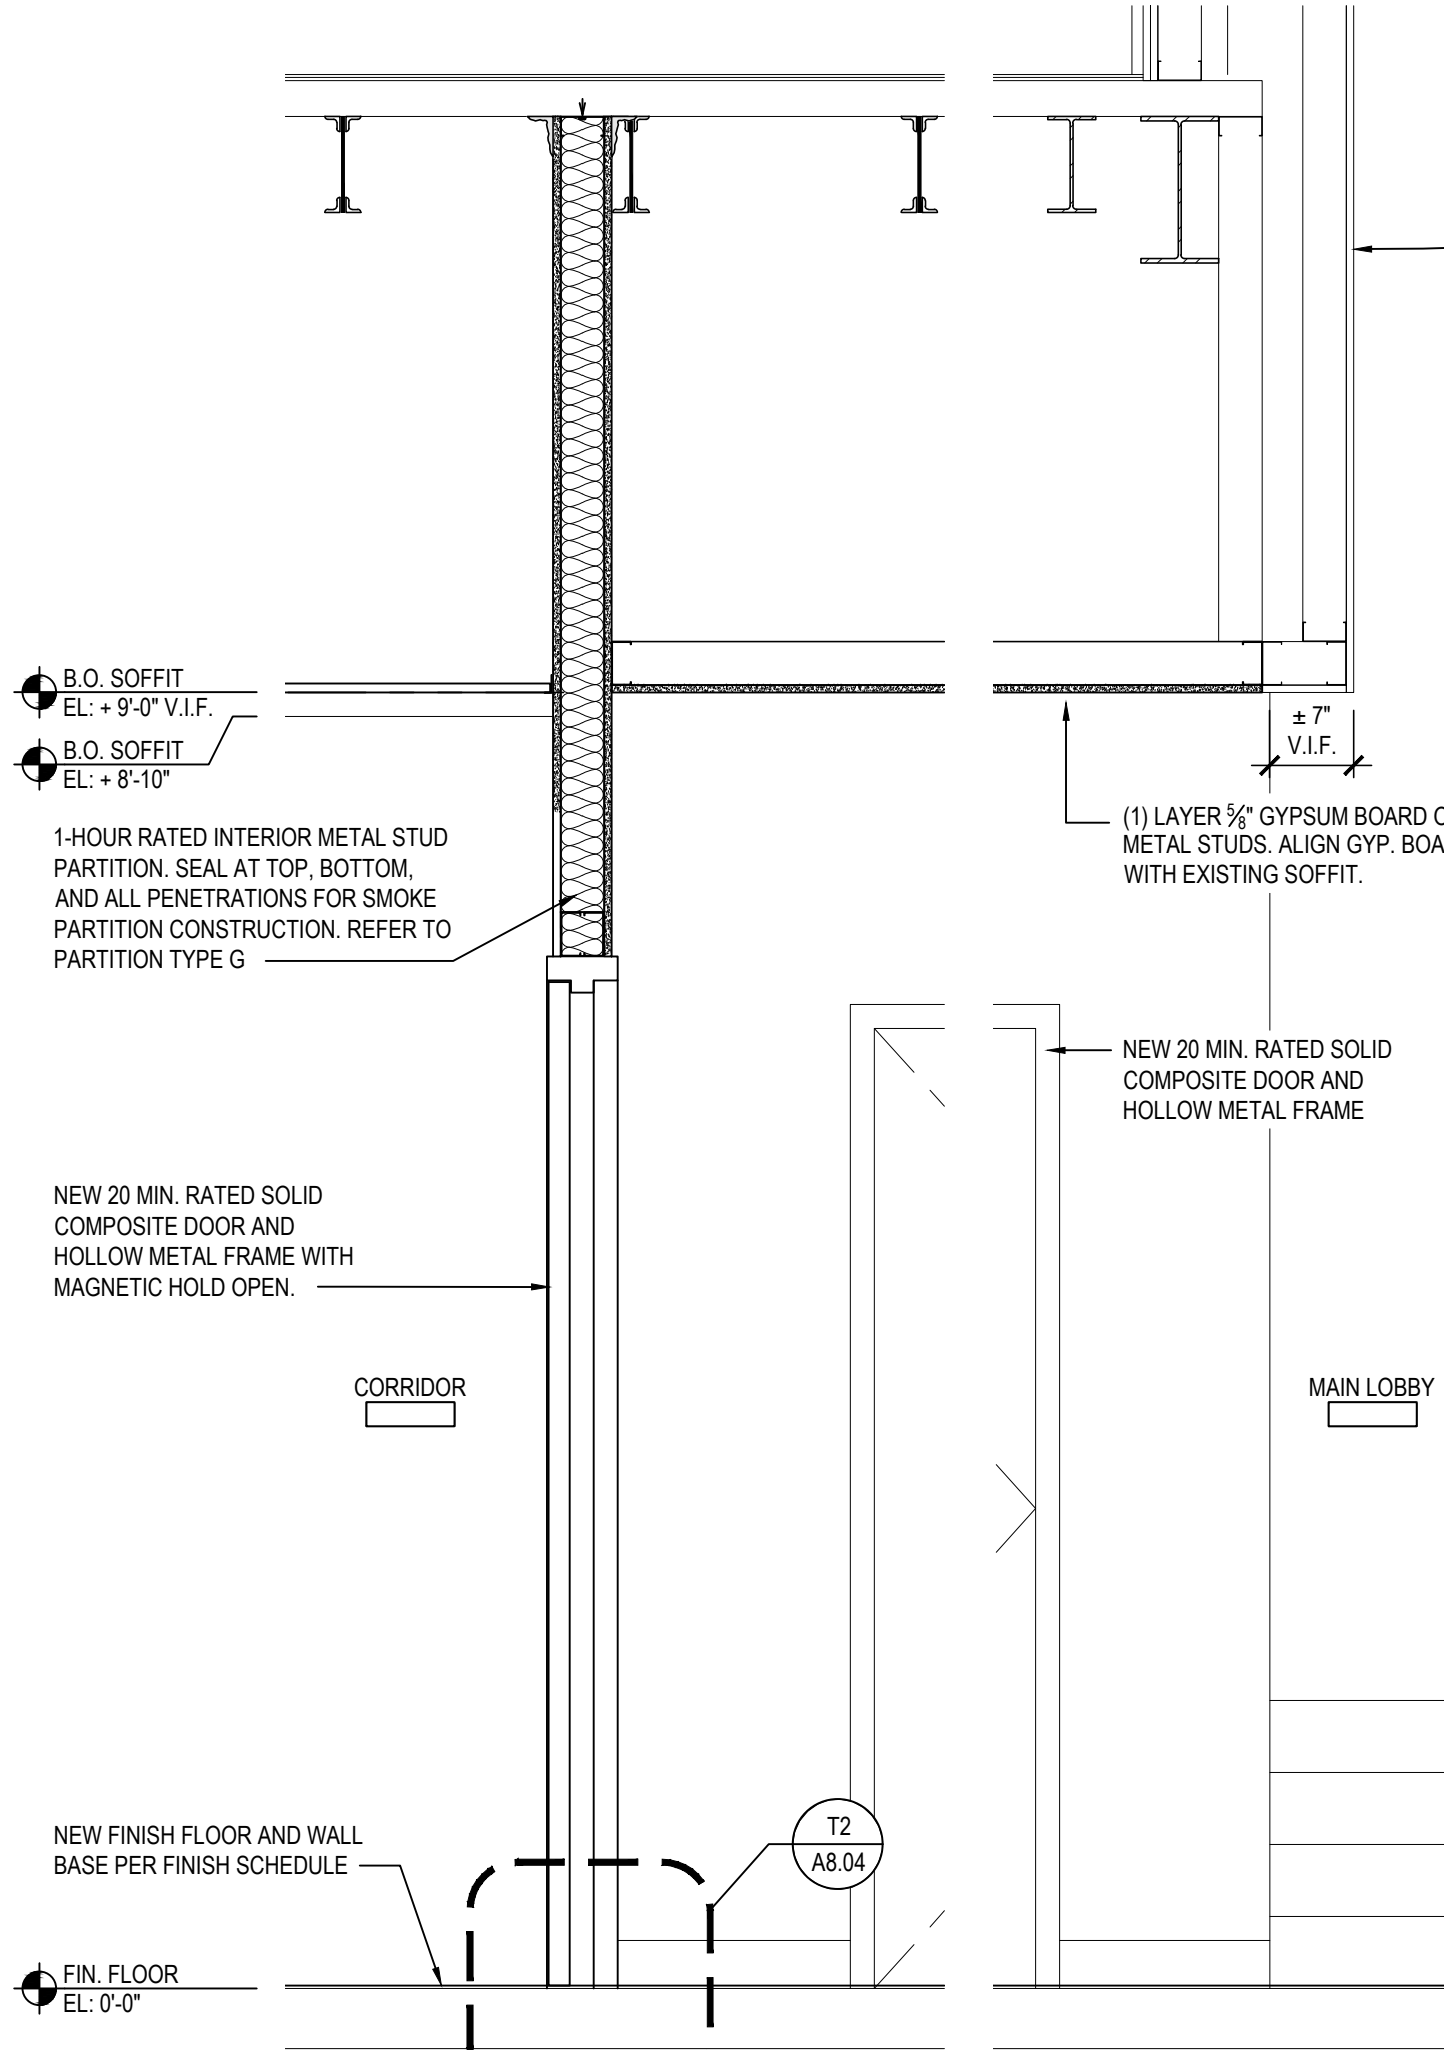 B.O. SOFFIT
EL: + 9'-0" V.I.F.
B.O. SOFFIT
EL: + 8'-10"
± 7"
V.I.F.
(1) LAYER ⅝" GYPSUM BOARD
METAL STUDS. ALIGN GYP.
WITH EXISTING SOFFIT.
1-HOUR RATED INTERIOR METAL STUD
PARTITION. SEAL AT TOP, BOTTOM,
AND ALL PENETRATIONS FOR SMOKE
PARTITION CONSTRUCTION. REFER TO
PARTITION TYPE G
NEW 20 MIN. RATED SOLID
COMPOSITE DOOR AND
HOLLOW METAL FRAME
NEW 20 MIN. RATED SOLID
COMPOSITE DOOR AND
HOLLOW METAL FRAME WITH
MAGNETIC HOLD OPEN.
CORRIDOR
MAIN LOBBY
NEW FINISH FLOOR AND WALL
BASE PER FINISH SCHEDULE
T2
A8.04
FIN. FLOOR
EL: 0'-0"